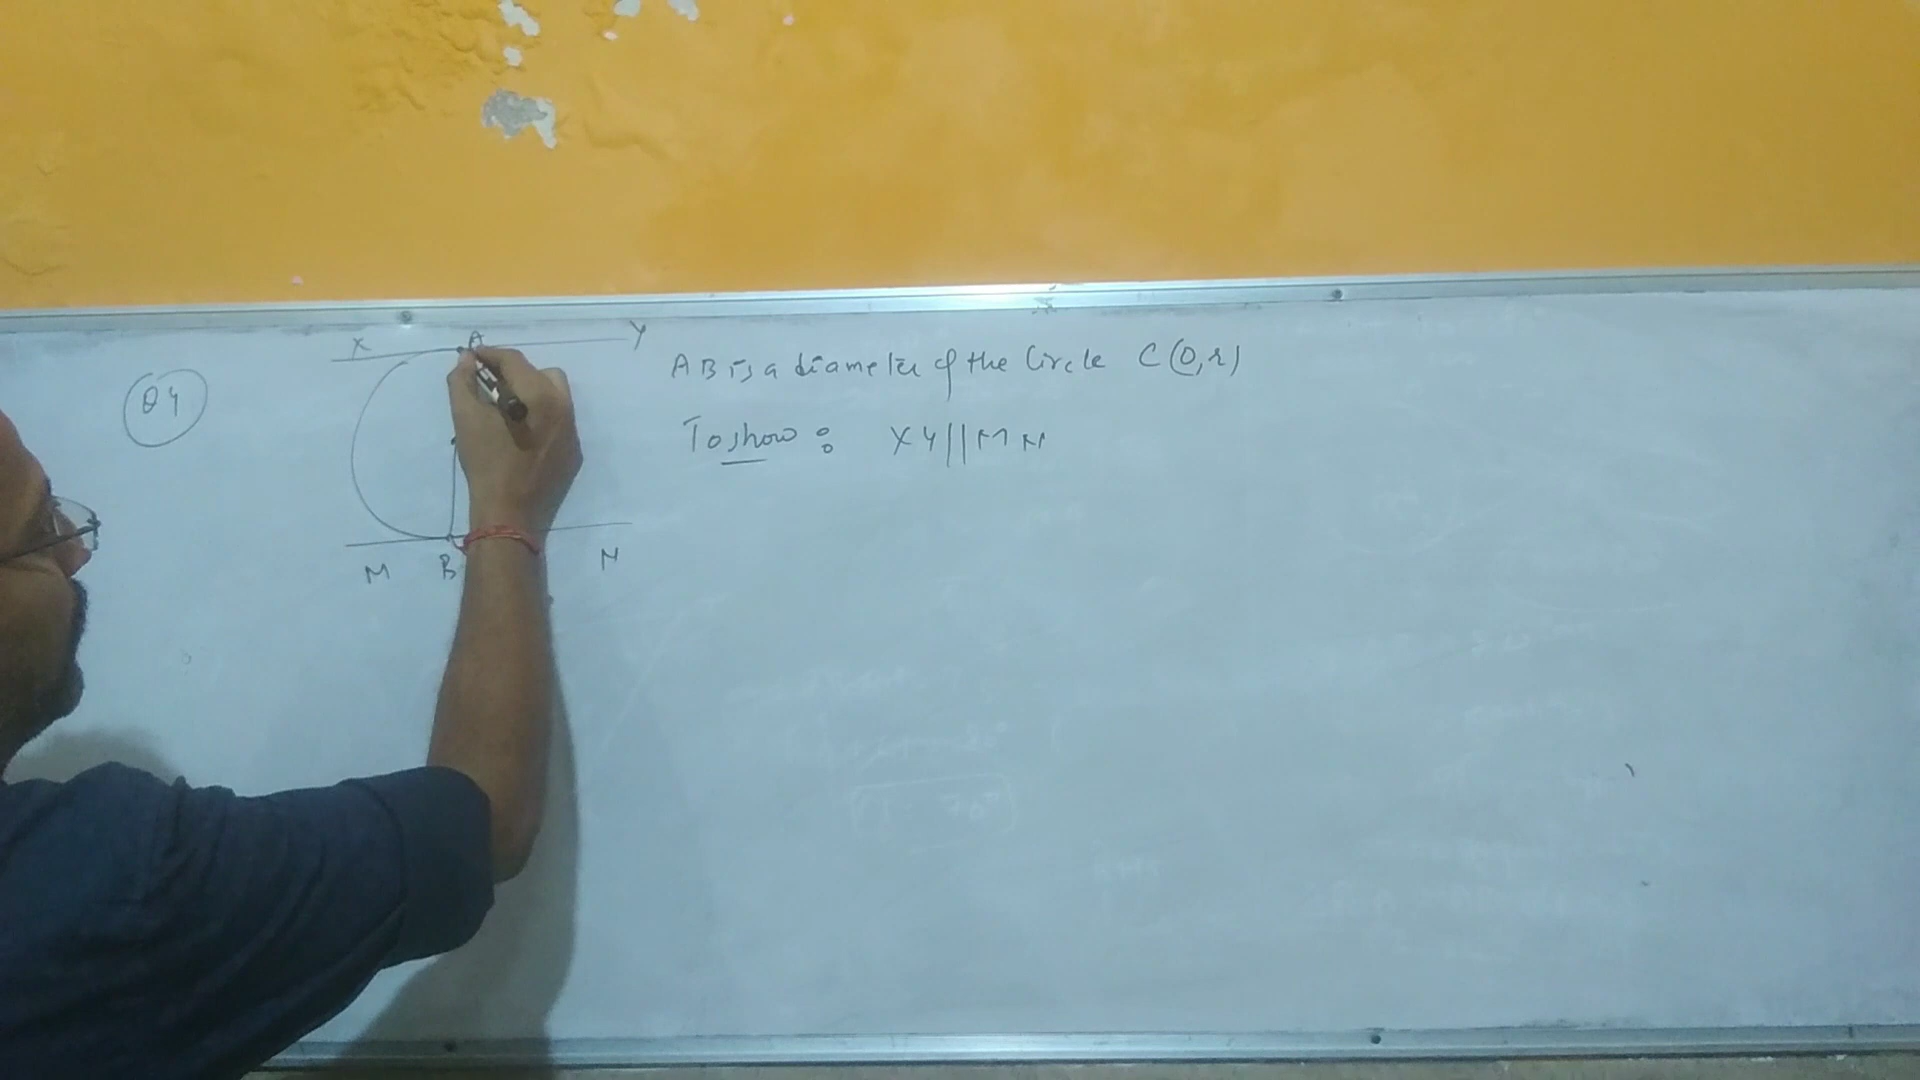 X A Y
Q4
AB is a diameter of the Circle C(O,r)
To show : XY||MN
M B N